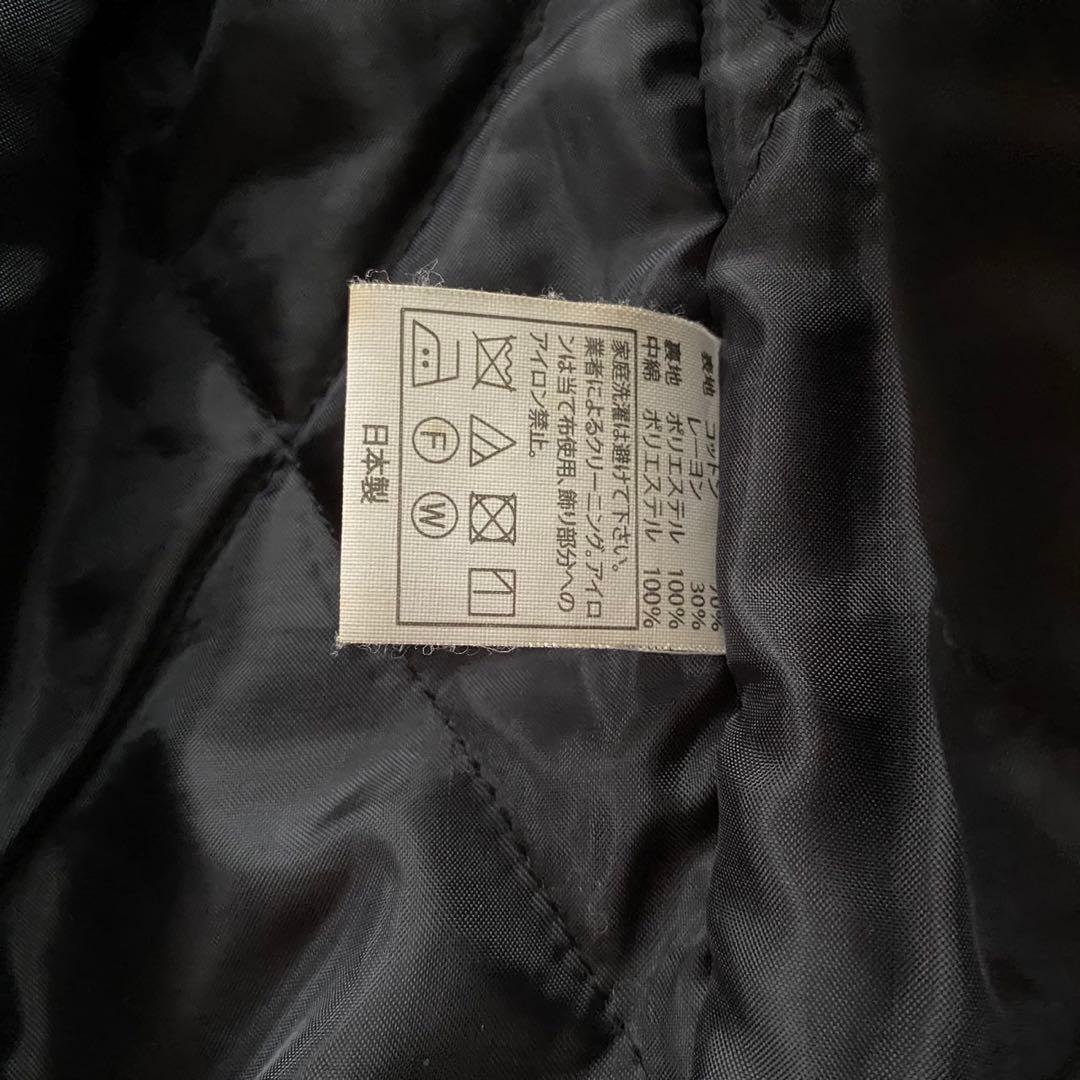 表地 コットン 70%
レーヨン 30%
裏地 ポリエステル 100%
中綿 ポリエステル 100%
家庭洗濯は避けて下さい。
業者によるクリーニング。アイロ
ンは当て布使用、飾り部分への
アイロン禁止。
F W
日本製